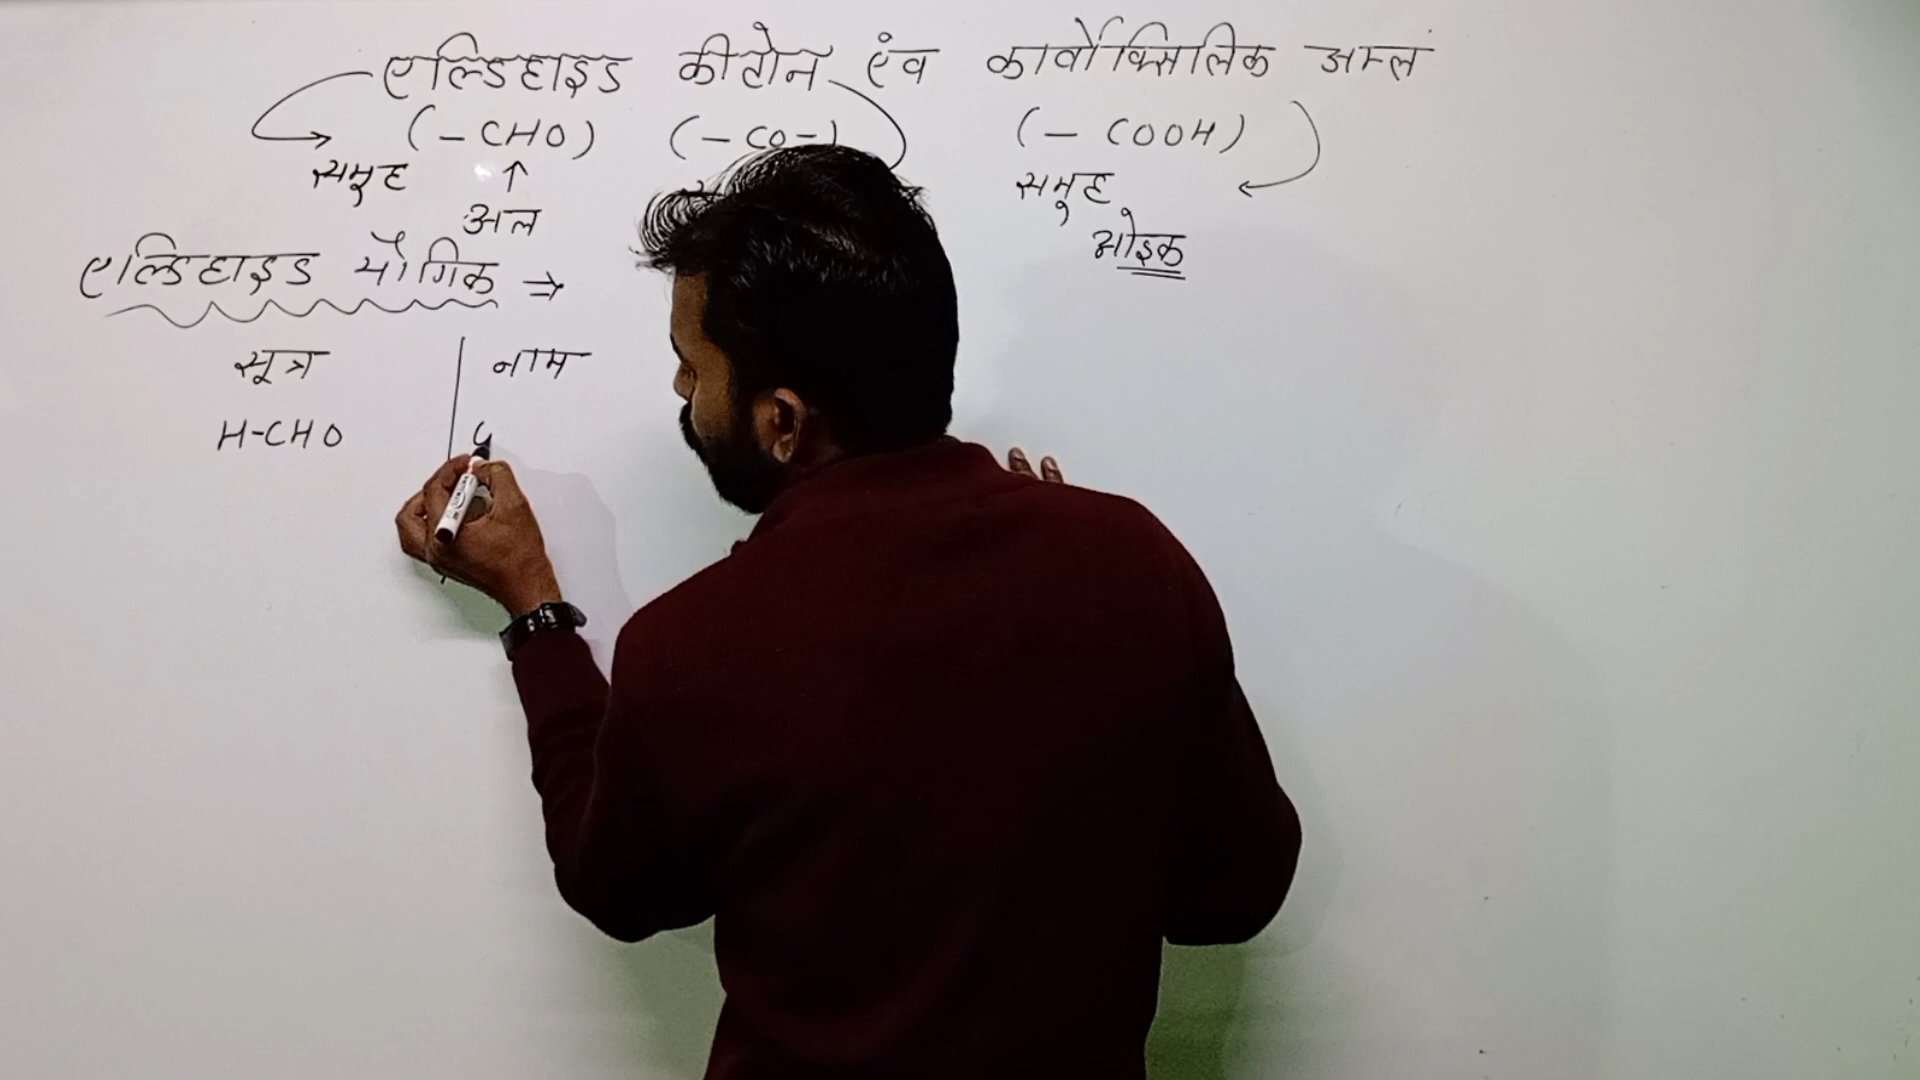 एल्डिहाइड कीटोन एंव कार्वोक्सिलिक अम्ल
(-CHO) (-CO-) (-COOH)
समुह समुह
अल ओइक
एल्डिहाइड यौगिक ⇒
सूत्र नाम
H-CHO